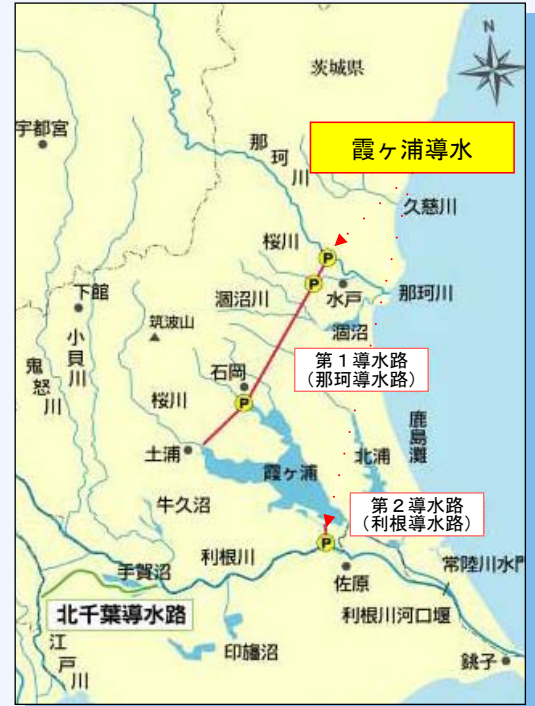 N
茨城県
宇都宮
那珂川
霞ヶ浦導水
久慈川
桜川
P
P
水戸
那珂川
涸沼川
涸沼
下館
筑波山
小貝川
鬼怒川
第1導水路
(那珂導水路)
石岡
桜川
P
鹿島灘
土浦
霞ヶ浦
北浦
第2導水路
(利根導水路)
牛久沼
P
利根川
常陸川水門
手賀沼
佐原
北千葉導水路
利根川河口堰
江戸川
印旛沼
銚子